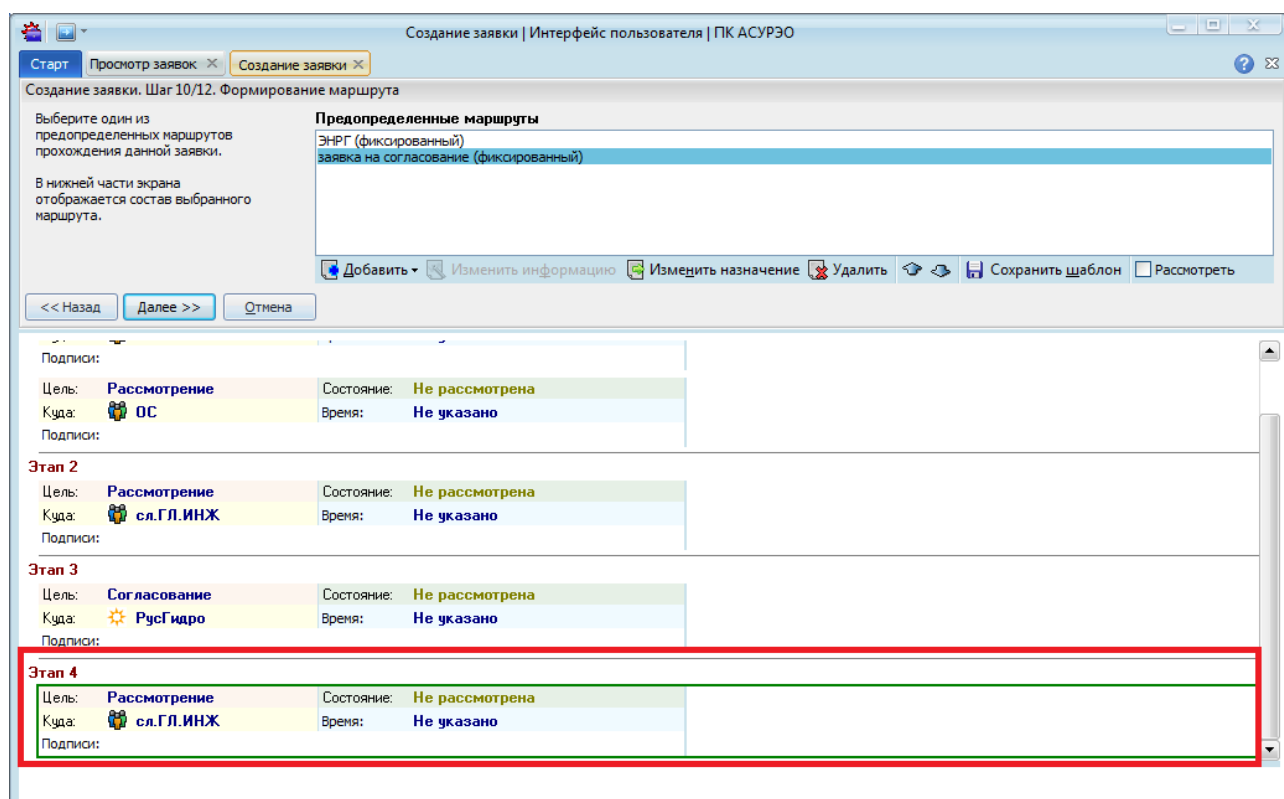 Создание заявки | Интерфейс пользователя | ПК АСУРЭО
Старт Просмотр заявок Создание заявки
Создание заявки. Шаг 10/12. Формирование маршрута
Выберите один из
предопределенных маршрутов
прохождения данной заявки.
В нижней части экрана
отображается состав выбранного
маршрута.
Предопределенные маршруты
ЭНРГ (фиксированный)
заявка на согласование (фиксированный)
Добавить Изменить информацию Изменить назначение Удалить Сохранить шаблон Рассмотреть
<< Назад Далее >> Отмена
Подписи:
Цель: Рассмотрение Состояние: Не рассмотрена
Куда: ОС Время: Не указано
Подписи:
Этап 2
Цель: Рассмотрение Состояние: Не рассмотрена
Куда: сл.ГЛ.ИНЖ Время: Не указано
Подписи:
Этап 3
Цель: Согласование Состояние: Не рассмотрена
Куда: РусГидро Время: Не указано
Подписи:
Этап 4
Цель: Рассмотрение Состояние: Не рассмотрена
Куда: сл.ГЛ.ИНЖ Время: Не указано
Подписи: